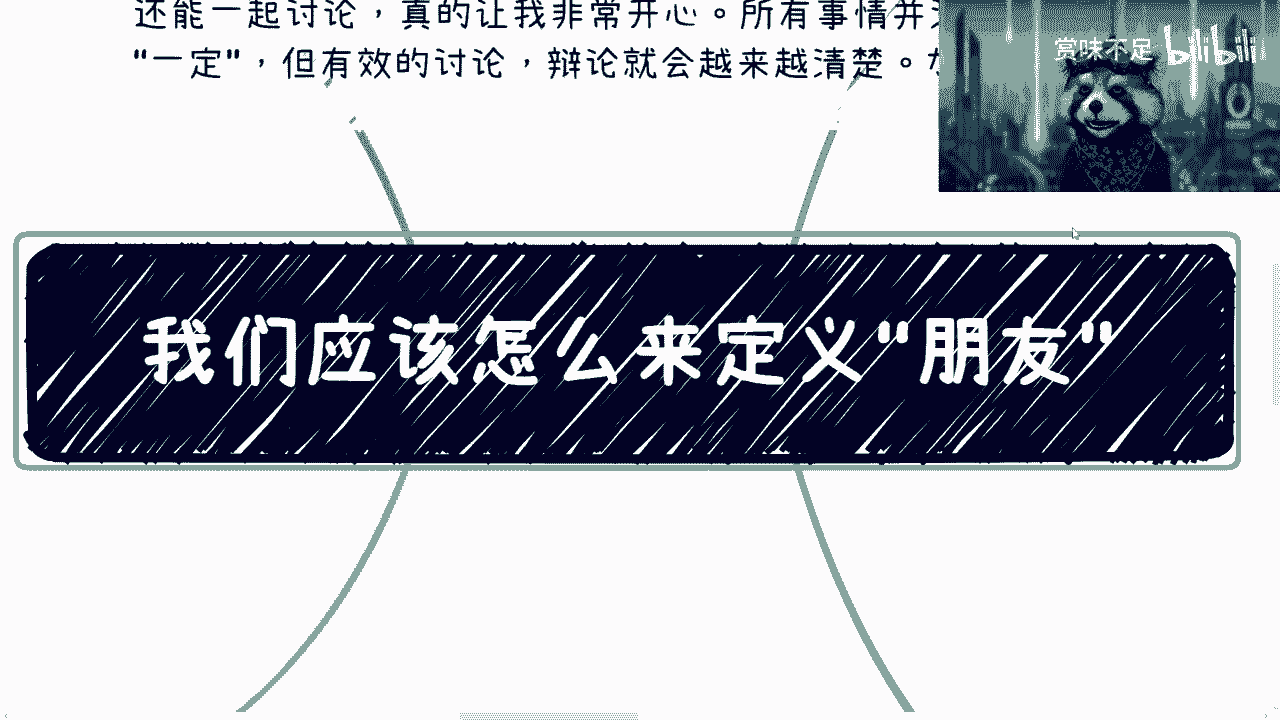 还能一起讨论，真的让我非常开心。所有事情并
"一定"，但有效的讨论，辩论就会越来越清楚。
赏味不足 bilibili
我们应该怎么来定义"朋友"